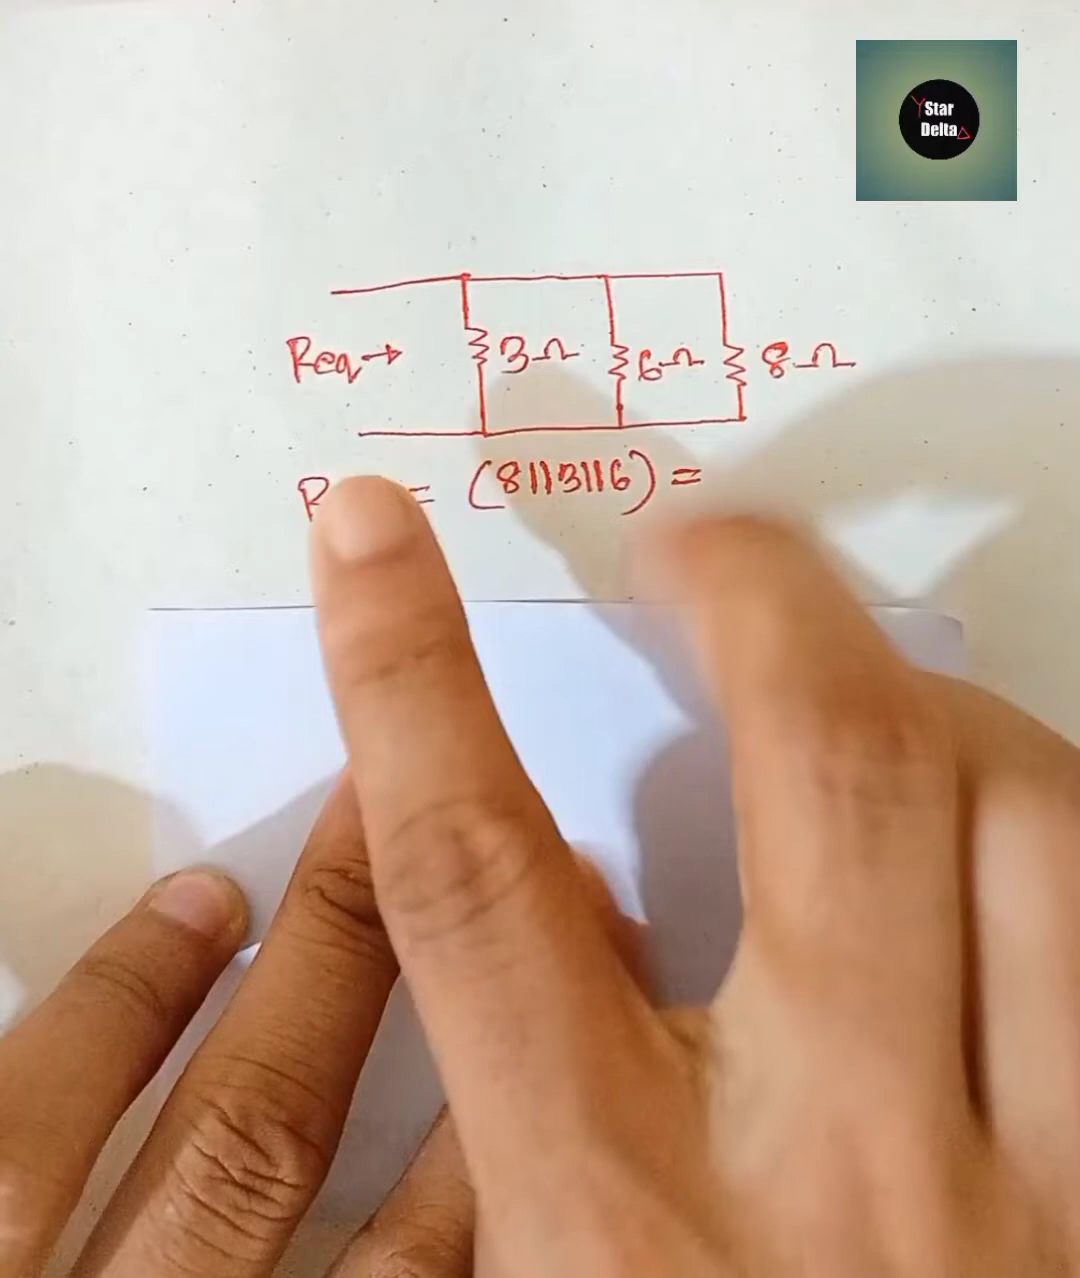 Star
Delta
Req→ 3Ω 6Ω 8Ω
= (8||3||6) =